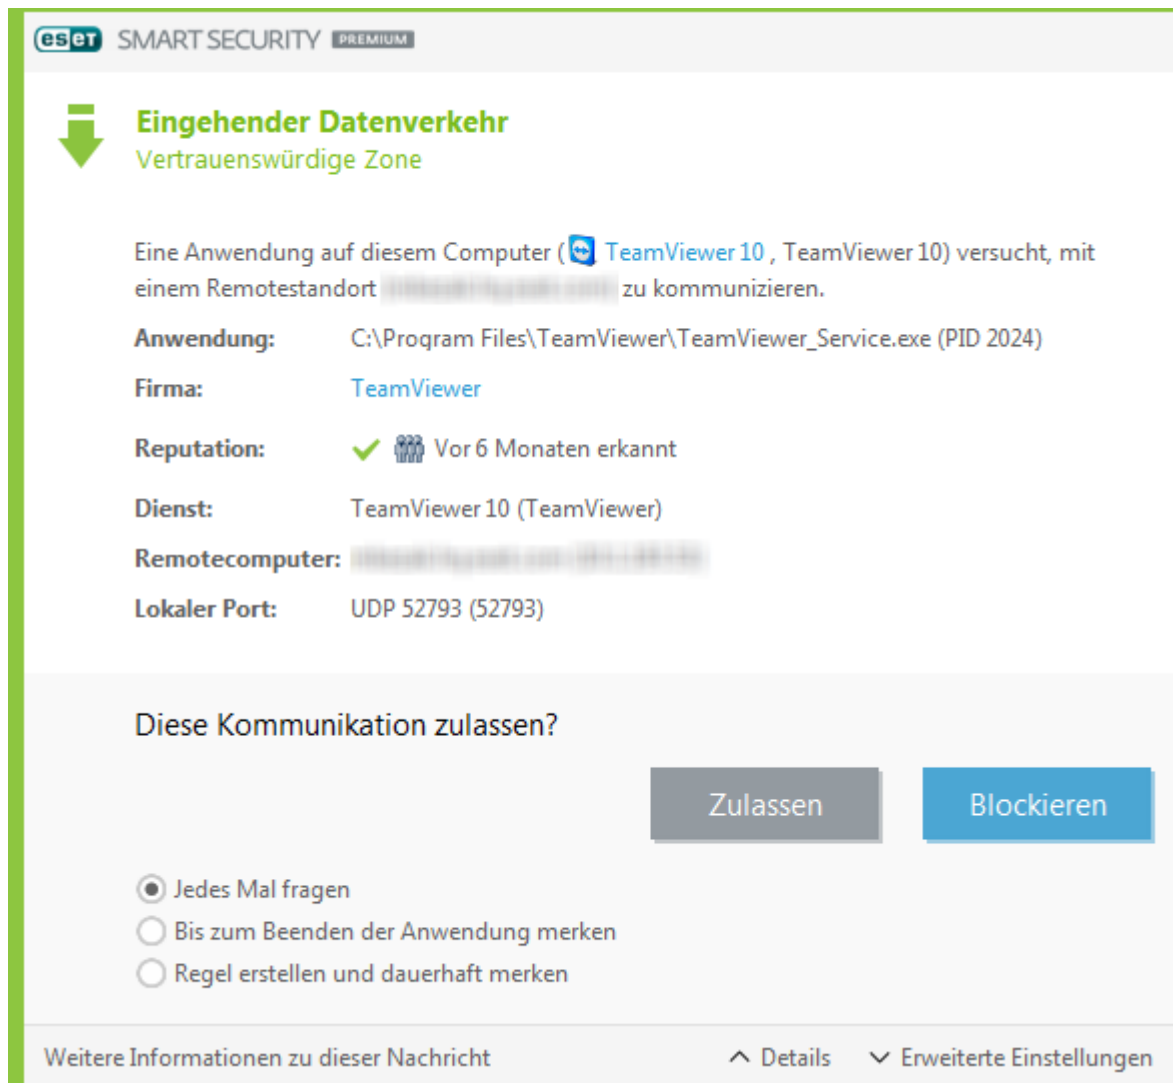 eset SMART SECURITY PREMIUM
Eingehender Datenverkehr
Vertrauenswürdige Zone
Eine Anwendung auf diesem Computer ( TeamViewer 10 , TeamViewer 10) versucht, mit
einem Remotestandort zu kommunizieren.
Anwendung: C:\Program Files\TeamViewer\TeamViewer_Service.exe (PID 2024)
Firma: TeamViewer
Reputation: Vor 6 Monaten erkannt
Dienst: TeamViewer 10 (TeamViewer)
Remotecomputer:
Lokaler Port: UDP 52793 (52793)
Diese Kommunikation zulassen?
Zulassen Blockieren
Jedes Mal fragen
Bis zum Beenden der Anwendung merken
Regel erstellen und dauerhaft merken
Weitere Informationen zu dieser Nachricht Details Erweiterte Einstellungen